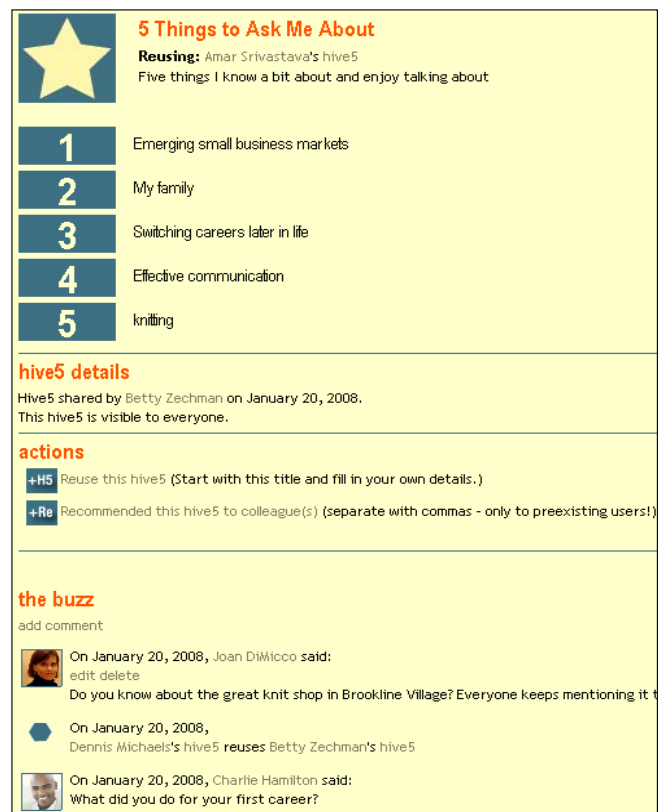 5 Things to Ask Me About
Reusing: Amar Srivastava's hive5
Five things I know a bit about and enjoy talking about
1 Emerging small business markets
2 My family
3 Switching careers later in life
4 Effective communication
5 knitting
hive5 details
Hive5 shared by Betty Zechman on January 20, 2008.
This hive5 is visible to everyone.
actions
+H5 Reuse this hive5 (Start with this title and fill in your own details.)
+Re Recommended this hive5 to colleague(s) (separate with commas - only to preexisting users!)
the buzz
add comment
On January 20, 2008, Joan DiMicco said:
edit delete
Do you know about the great knit shop in Brookline Village? Everyone keeps mentioning it t
On January 20, 2008,
Dennis Michaels's hive5 reuses Betty Zechman's hive5
On January 20, 2008, Charlie Hamilton said:
What did you do for your first career?